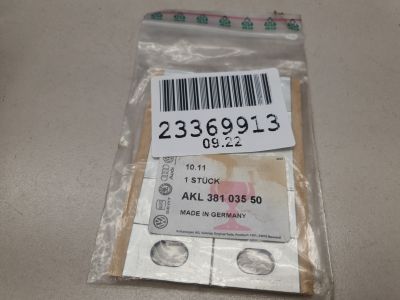 23369913
09.22
10.11
1 STÜCK
AKL 381 035 50
MADE IN GERMANY